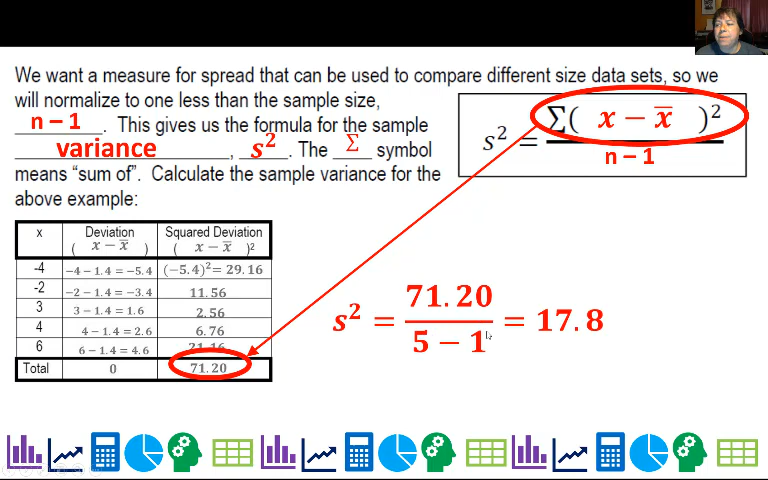 We want a measure for spread that can be used to compare different size data sets, so we
will normalize to one less than the sample size,
n – 1. This gives us the formula for the sample
variance, s². The Σ symbol
means “sum of”. Calculate the sample variance for the
above example:
s² = Σ( x − x̄ )² / n – 1
x Deviation Squared Deviation
( x − x̄ ) ( x − x̄ )²
-4 −4 − 1.4 = −5.4 (−5.4)² = 29.16
-2 −2 − 1.4 = −3.4 11.56
3 3 − 1.4 = 1.6 2.56
4 4 − 1.4 = 2.6 6.76
6 6 − 1.4 = 4.6 21.16
Total 0 71.20
s² = 71.20 / 5 − 1 = 17.8